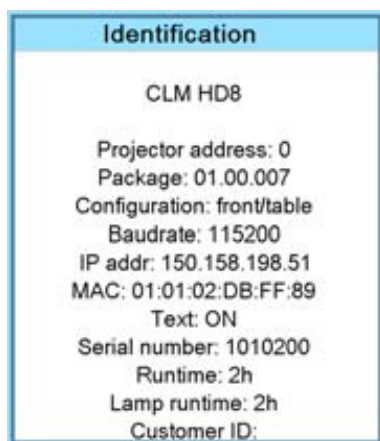 Identification
CLM HD8
Projector address: 0
Package: 01.00.007
Configuration: front/table
Baudrate: 115200
IP addr: 150.158.198.51
MAC: 01:01:02:DB:FF:89
Text: ON
Serial number: 1010200
Runtime: 2h
Lamp runtime: 2h
Customer ID: